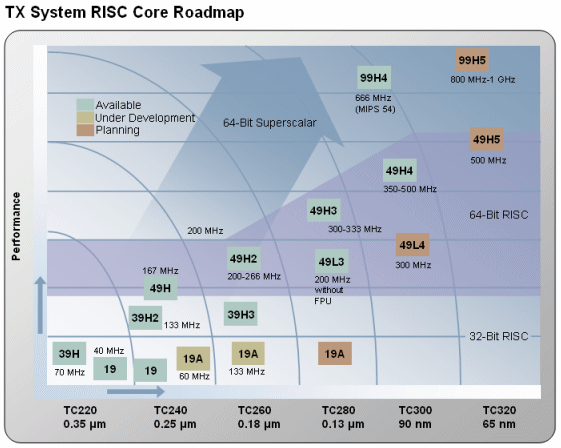 TX System RISC Core Roadmap
99H5
800 MHz-1 GHz
99H4
666 MHz
(MIPS 54)
Available
Under Development
Planning
64-Bit Superscalar
49H5
500 MHz
49H4
350-500 MHz
64-Bit RISC
49H3
300-333 MHz
200 MHz
49L4
300 MHz
49H2
200-266 MHz
49L3
200 MHz
without
FPU
167 MHz
49H
39H2
133 MHz
39H3
32-Bit RISC
39H
70 MHz
40 MHz
19
19
19A
60 MHz
19A
133 MHz
19A
Performance
TC220
0.35 µm
TC240
0.25 µm
TC260
0.18 µm
TC280
0.13 µm
TC300
90 nm
TC320
65 nm